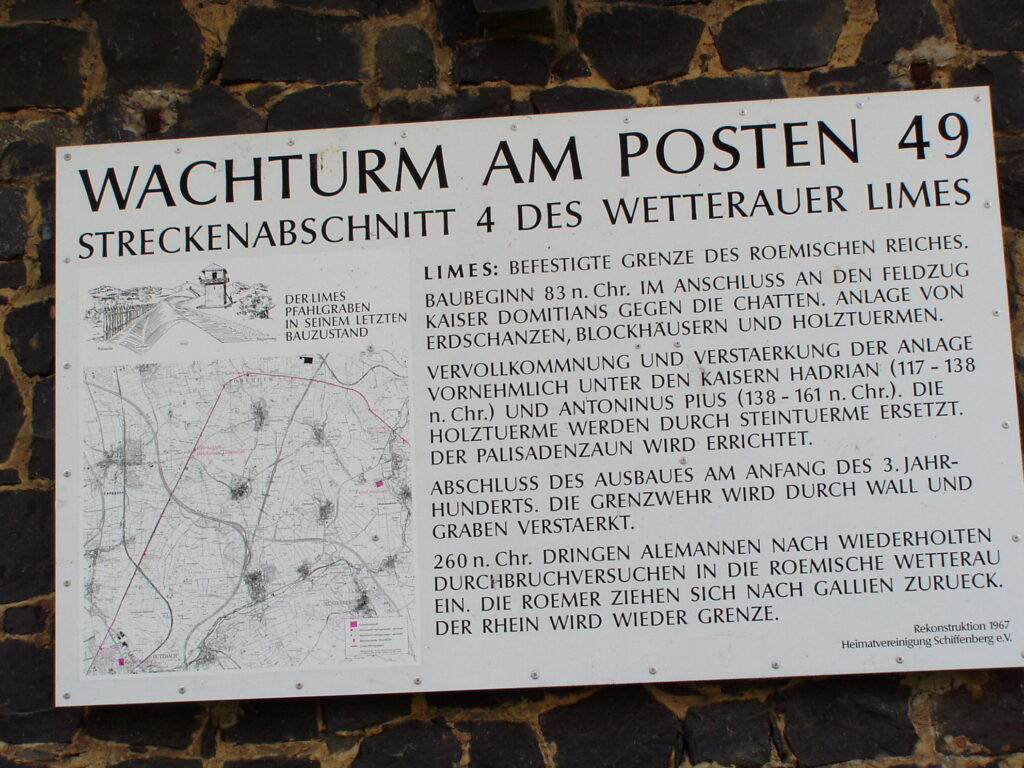 WACHTURM AM POSTEN 49
STRECKENABSCHNITT 4 DES WETTERAUER LIMES
DER LIMES
PFAHLGRABEN
IN SEINEM LETZTEN
BAUZUSTAND
LIMES: BEFESTIGTE GRENZE DES ROEMISCHEN REICHES.
BAUBEGINN 83 n. Chr. IM ANSCHLUSS AN DEN FELDZUG
KAISER DOMITIANS GEGEN DIE CHATTEN. ANLAGE VON
ERDSCHANZEN, BLOCKHÄUSERN UND HOLZTUERMEN.
VERVOLLKOMMNUNG UND VERSTAERKUNG DER ANLAGE
VORNEHMLICH UNTER DEN KAISERN HADRIAN (117 - 138
n. Chr.) UND ANTONINUS PIUS (138 - 161 n. Chr.). DIE
HOLZTUERME WERDEN DURCH STEINTUERME ERSETZT.
DER PALISADENZAUN WIRD ERRICHTET.
ABSCHLUSS DES AUSBAUES AM ANFANG DES 3. JAHR-
HUNDERTS. DIE GRENZWEHR WIRD DURCH WALL UND
GRABEN VERSTAERKT.
260 n. Chr. DRINGEN ALEMANNEN NACH WIEDERHOLTEN
DURCHBRUCHVERSUCHEN IN DIE ROEMISCHE WETTERAU
EIN. DIE ROEMER ZIEHEN SICH NACH GALLIEN ZURUECK.
DER RHEIN WIRD WIEDER GRENZE.
Rekonstruktion 1967
Heimatvereinigung Schiffenberg e.V.